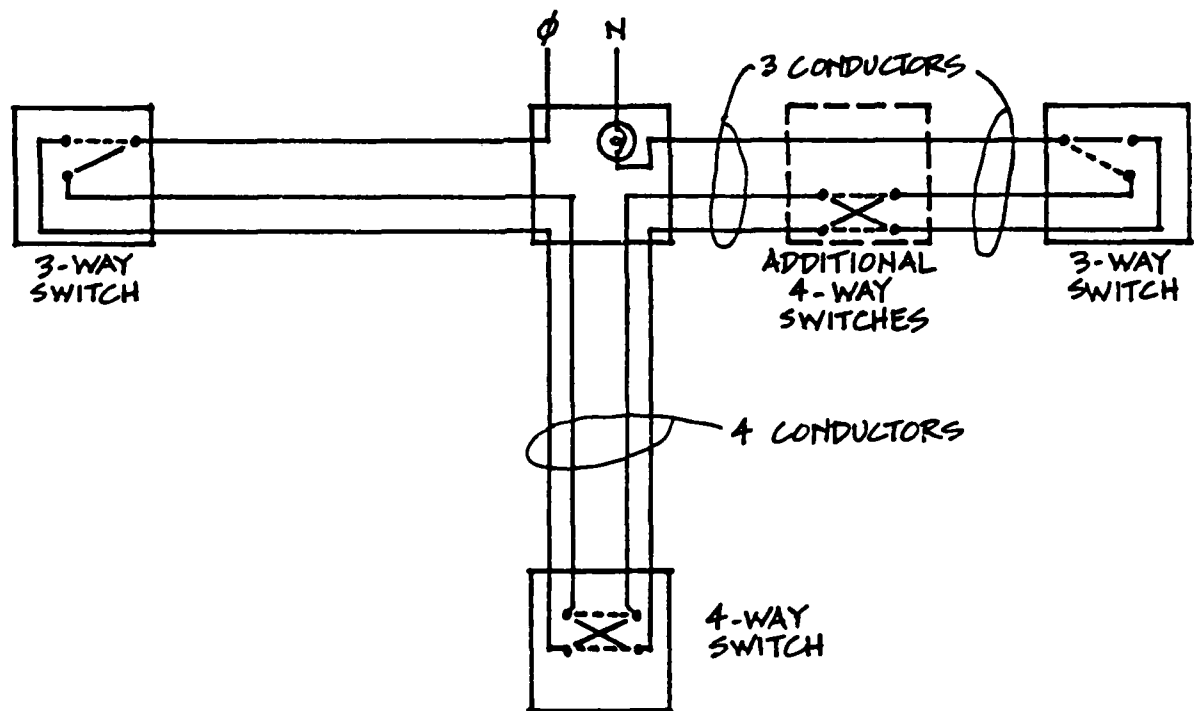 ϕ
N
3 CONDUCTORS
3-WAY
SWITCH
ADDITIONAL
4-WAY
SWITCHES
3-WAY
SWITCH
4 CONDUCTORS
4-WAY
SWITCH